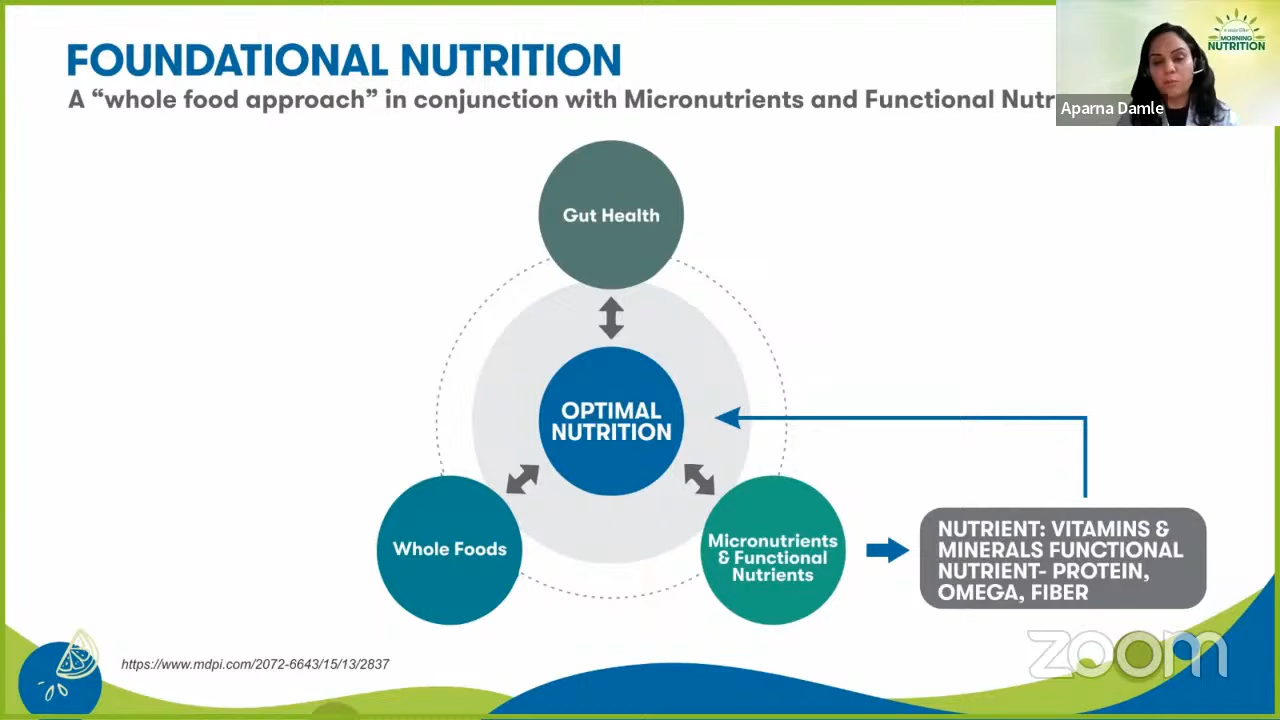 FOUNDATIONAL NUTRITION
A “whole food approach” in conjunction with Micronutrients and Functional Nutr
MORNING
NUTRITION
Aparna Damle
Gut Health
OPTIMAL
NUTRITION
Whole Foods
Micronutrients
& Functional
Nutrients
NUTRIENT: VITAMINS &
MINERALS FUNCTIONAL
NUTRIENT- PROTEIN,
OMEGA, FIBER
https://www.mdpi.com/2072-6643/15/13/2837
zoom